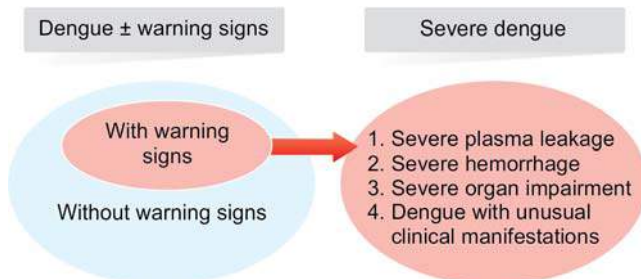 Dengue ± warning signs
With warning
signs
Without warning signs
Severe dengue
1. Severe plasma leakage
2. Severe hemorrhage
3. Severe organ impairment
4. Dengue with unusual
clinical manifestations